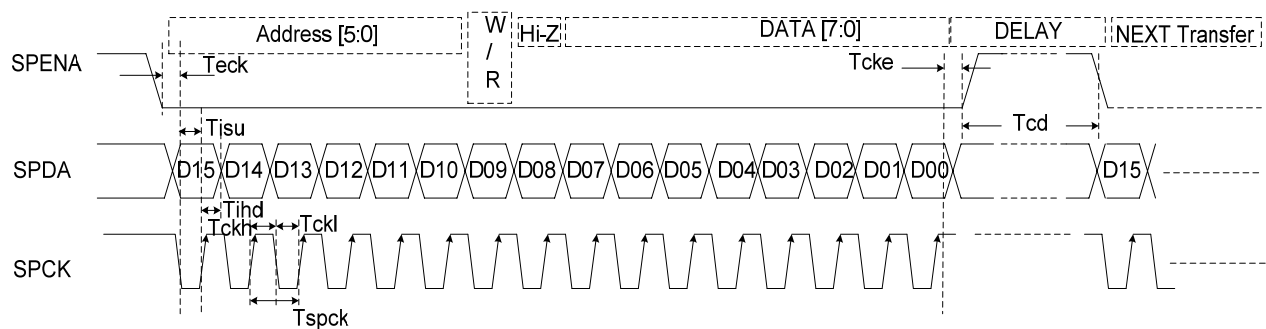 Address [5:0]
W
/
R
Hi-Z
DATA [7:0]
DELAY
NEXT Transfer
SPENA
Teck
Tcke
Tisu
Tcd
SPDA
D15
D14
D13
D12
D11
D10
D09
D08
D07
D06
D05
D04
D03
D02
D01
D00
D15
Tihd
Tckh
Tckl
SPCK
Tspck